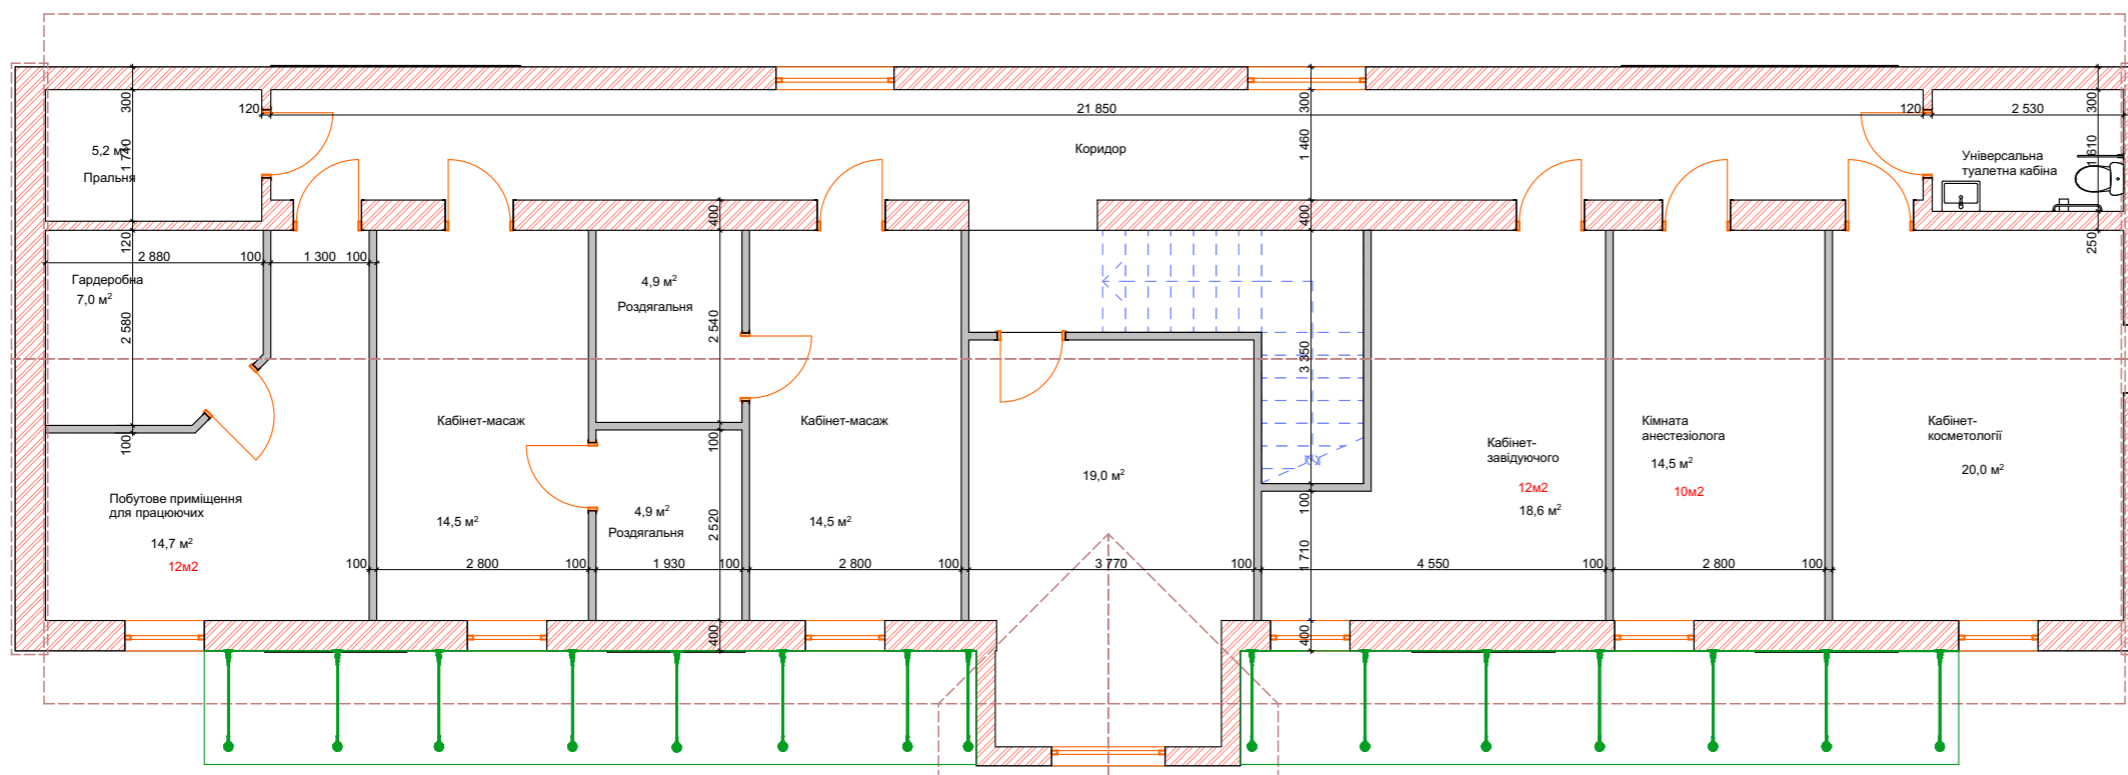 300
120
21 850
300
120
2 530
300
5,2 м
1 740
Пральня
Коридор
1 460
Універсальна
туалетна кабіна
1 610
400
400
120
250
2 880
100
1 300
100
Гардеробна
7,0 м²
2 580
4,9 м²
Роздягальня
2 540
3 350
100
Кабінет-масаж
100
Кабінет-масаж
Кабінет-
завідуючого
Кімната
анестезіолога
Кабінет-
косметології
19,0 м²
14,5 м²
20,0 м²
12м2
10м2
100
18,6 м²
Побутове приміщення
для працюючих
14,7 м²
12м2
14,5 м²
4,9 м²
Роздягальня
2 520
14,5 м²
1 710
100
2 800
100
1 930
100
2 800
100
3 770
100
4 550
100
2 800
100
400
400